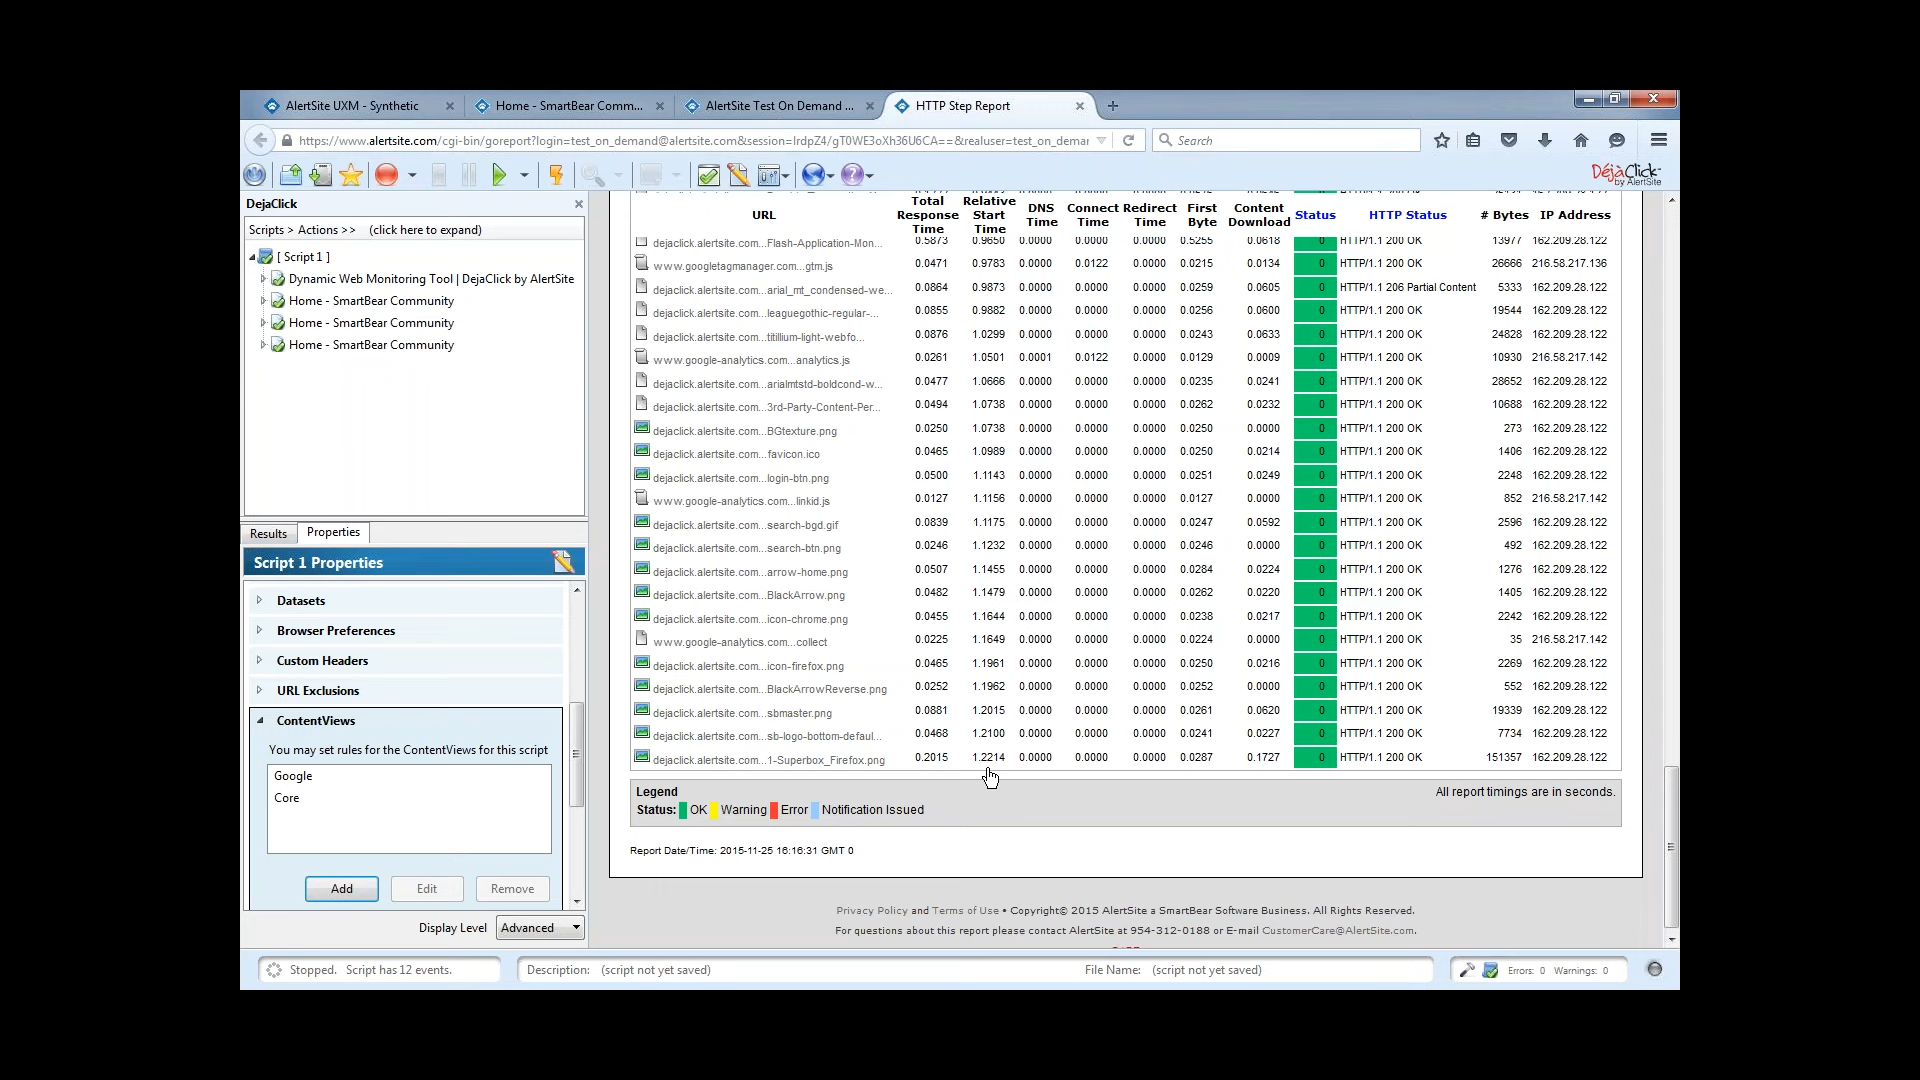 AlertSite UXM - Synthetic
Home - SmartBear Comm...
AlertSite Test On Demand ...
HTTP Step Report
https://www.alertsite.com/cgi-bin/goreport?login=test_on_demand@alertsite.com&session=
&realuser=test_on_demar
Search
DéjàClick
by AlertSite
DejaClick
Scripts > Actions >> (click here to expand)
[ Script 1 ]
Dynamic Web Monitoring Tool | DejaClick by AlertSite
Home - SmartBear Community
Home - SmartBear Community
Home - SmartBear Community
Results
Properties
Script 1 Properties
Datasets
Browser Preferences
Custom Headers
URL Exclusions
ContentViews
You may set rules for the ContentViews for this script
Google
Core
Add
Edit
Remove
Display Level
Advanced
URL Total Response Time Relative Start Time DNS Time Connect Time Redirect Time First Byte Content Download Status HTTP Status # Bytes IP Address
dejaclick.alertsite.com...Flash-Application-Mon... 0.5873 0.9650 0.0000 0.0000 0.0000 0.5255 0.0618 0 HTTP/1.1 200 OK 13977 162.209.28.122
www.googletagmanager.com...gtm.js 0.0471 0.9783 0.0000 0.0122 0.0000 0.0215 0.0134 0 HTTP/1.1 200 OK 26666 216.58.217.136
dejaclick.alertsite.com...arial_mt_condensed-we... 0.0864 0.9873 0.0000 0.0000 0.0000 0.0259 0.0605 0 HTTP/1.1 206 Partial Content 5333 162.209.28.122
dejaclick.alertsite.com...leaguegothic-regular-... 0.0855 0.9882 0.0000 0.0000 0.0000 0.0256 0.0600 0 HTTP/1.1 200 OK 19544 162.209.28.122
dejaclick.alertsite.com...titillium-light-webfo... 0.0876 1.0299 0.0000 0.0000 0.0000 0.0243 0.0633 0 HTTP/1.1 200 OK 24828 162.209.28.122
www.google-analytics.com...analytics.js 0.0261 1.0501 0.0001 0.0122 0.0000 0.0129 0.0009 0 HTTP/1.1 200 OK 10930 216.58.217.142
dejaclick.alertsite.com...arialmtstd-boldcond-w... 0.0477 1.0666 0.0000 0.0000 0.0000 0.0235 0.0241 0 HTTP/1.1 200 OK 28652 162.209.28.122
dejaclick.alertsite.com...3rd-Party-Content-Per... 0.0494 1.0738 0.0000 0.0000 0.0000 0.0262 0.0232 0 HTTP/1.1 200 OK 10688 162.209.28.122
dejaclick.alertsite.com...BGtexture.png 0.0250 1.0738 0.0000 0.0000 0.0000 0.0250 0.0000 0 HTTP/1.1 200 OK 273 162.209.28.122
dejaclick.alertsite.com...favicon.ico 0.0465 1.0989 0.0000 0.0000 0.0000 0.0250 0.0214 0 HTTP/1.1 200 OK 1406 162.209.28.122
dejaclick.alertsite.com...login-btn.png 0.0500 1.1143 0.0000 0.0000 0.0000 0.0251 0.0249 0 HTTP/1.1 200 OK 2248 162.209.28.122
www.google-analytics.com...linkid.js 0.0127 1.1156 0.0000 0.0000 0.0000 0.0127 0.0000 0 HTTP/1.1 200 OK 852 216.58.217.142
dejaclick.alertsite.com...search-bgd.gif 0.0839 1.1175 0.0000 0.0000 0.0000 0.0247 0.0592 0 HTTP/1.1 200 OK 2596 162.209.28.122
dejaclick.alertsite.com...search-btn.png 0.0246 1.1232 0.0000 0.0000 0.0000 0.0246 0.0000 0 HTTP/1.1 200 OK 492 162.209.28.122
dejaclick.alertsite.com...arrow-home.png 0.0507 1.1455 0.0000 0.0000 0.0000 0.0284 0.0224 0 HTTP/1.1 200 OK 1276 162.209.28.122
dejaclick.alertsite.com...BlackArrow.png 0.0482 1.1479 0.0000 0.0000 0.0000 0.0262 0.0220 0 HTTP/1.1 200 OK 1405 162.209.28.122
dejaclick.alertsite.com...icon-chrome.png 0.0455 1.1644 0.0000 0.0000 0.0000 0.0238 0.0217 0 HTTP/1.1 200 OK 2242 162.209.28.122
www.google-analytics.com...collect 0.0225 1.1649 0.0000 0.0000 0.0000 0.0224 0.0000 0 HTTP/1.1 200 OK 35 216.58.217.142
dejaclick.alertsite.com...icon-firefox.png 0.0465 1.1961 0.0000 0.0000 0.0000 0.0250 0.0216 0 HTTP/1.1 200 OK 2269 162.209.28.122
dejaclick.alertsite.com...BlackArrowReverse.png 0.0252 1.1962 0.0000 0.0000 0.0000 0.0252 0.0000 0 HTTP/1.1 200 OK 552 162.209.28.122
dejaclick.alertsite.com...sbmaster.png 0.0881 1.2015 0.0000 0.0000 0.0000 0.0261 0.0620 0 HTTP/1.1 200 OK 19339 162.209.28.122
dejaclick.alertsite.com...sb-logo-bottom-defaul... 0.0468 1.2100 0.0000 0.0000 0.0000 0.0241 0.0227 0 HTTP/1.1 200 OK 7734 162.209.28.122
dejaclick.alertsite.com...1-Superbox_Firefox.png 0.2015 1.2214 0.0000 0.0000 0.0000 0.0287 0.1727 0 HTTP/1.1 200 OK 151357 162.209.28.122
Legend All report timings are in seconds.
Status: OK Warning Error Notification Issued
Report Date/Time: 2015-11-25 16:16:31 GMT 0
Privacy Policy and Terms of Use • Copyright© 2015 AlertSite a SmartBear Software Business. All Rights Reserved.
For questions about this report please contact AlertSite at 954-312-0188 or E-mail CustomerCare@AlertSite.com.
Stopped. Script has 12 events.
Description: (script not yet saved)
File Name: (script not yet saved)
Errors: 0 Warnings: 0